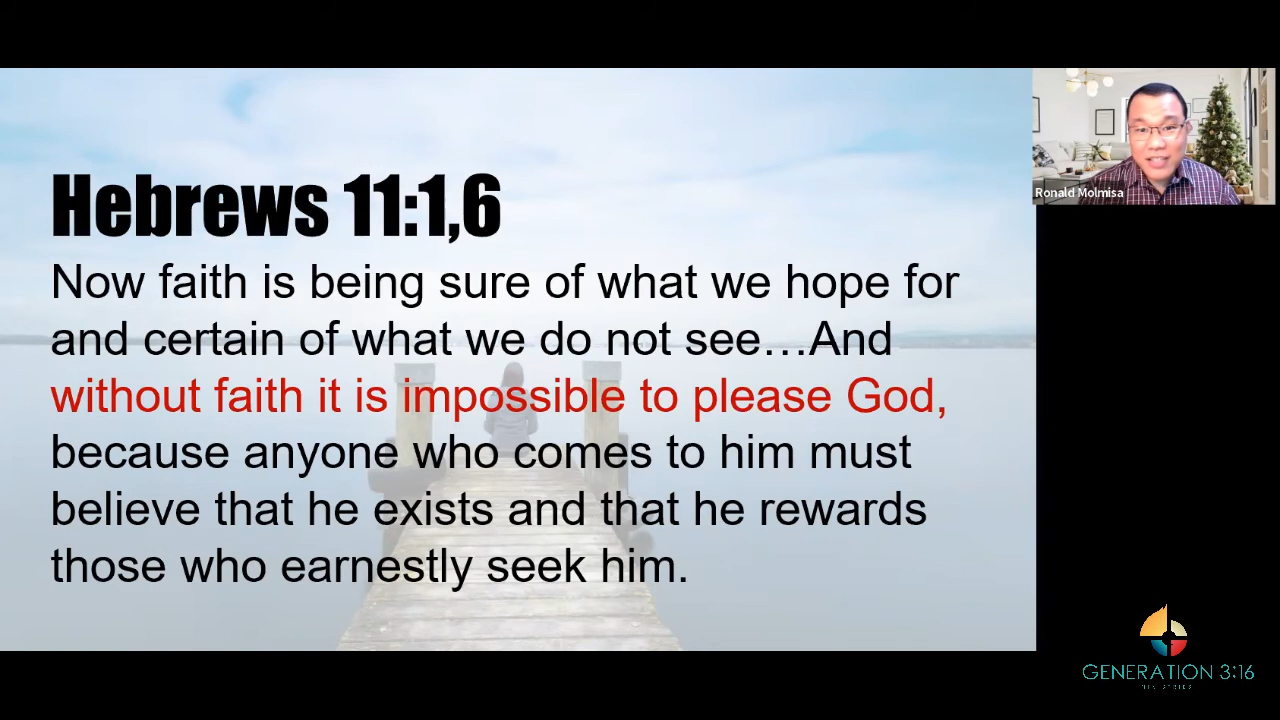 Hebrews 11:1,6
Now faith is being sure of what we hope for
and certain of what we do not see…And
without faith it is impossible to please God,
because anyone who comes to him must
believe that he exists and that he rewards
those who earnestly seek him.
Ronald Molmisa
GENERATION 3:16
MINISTRIES